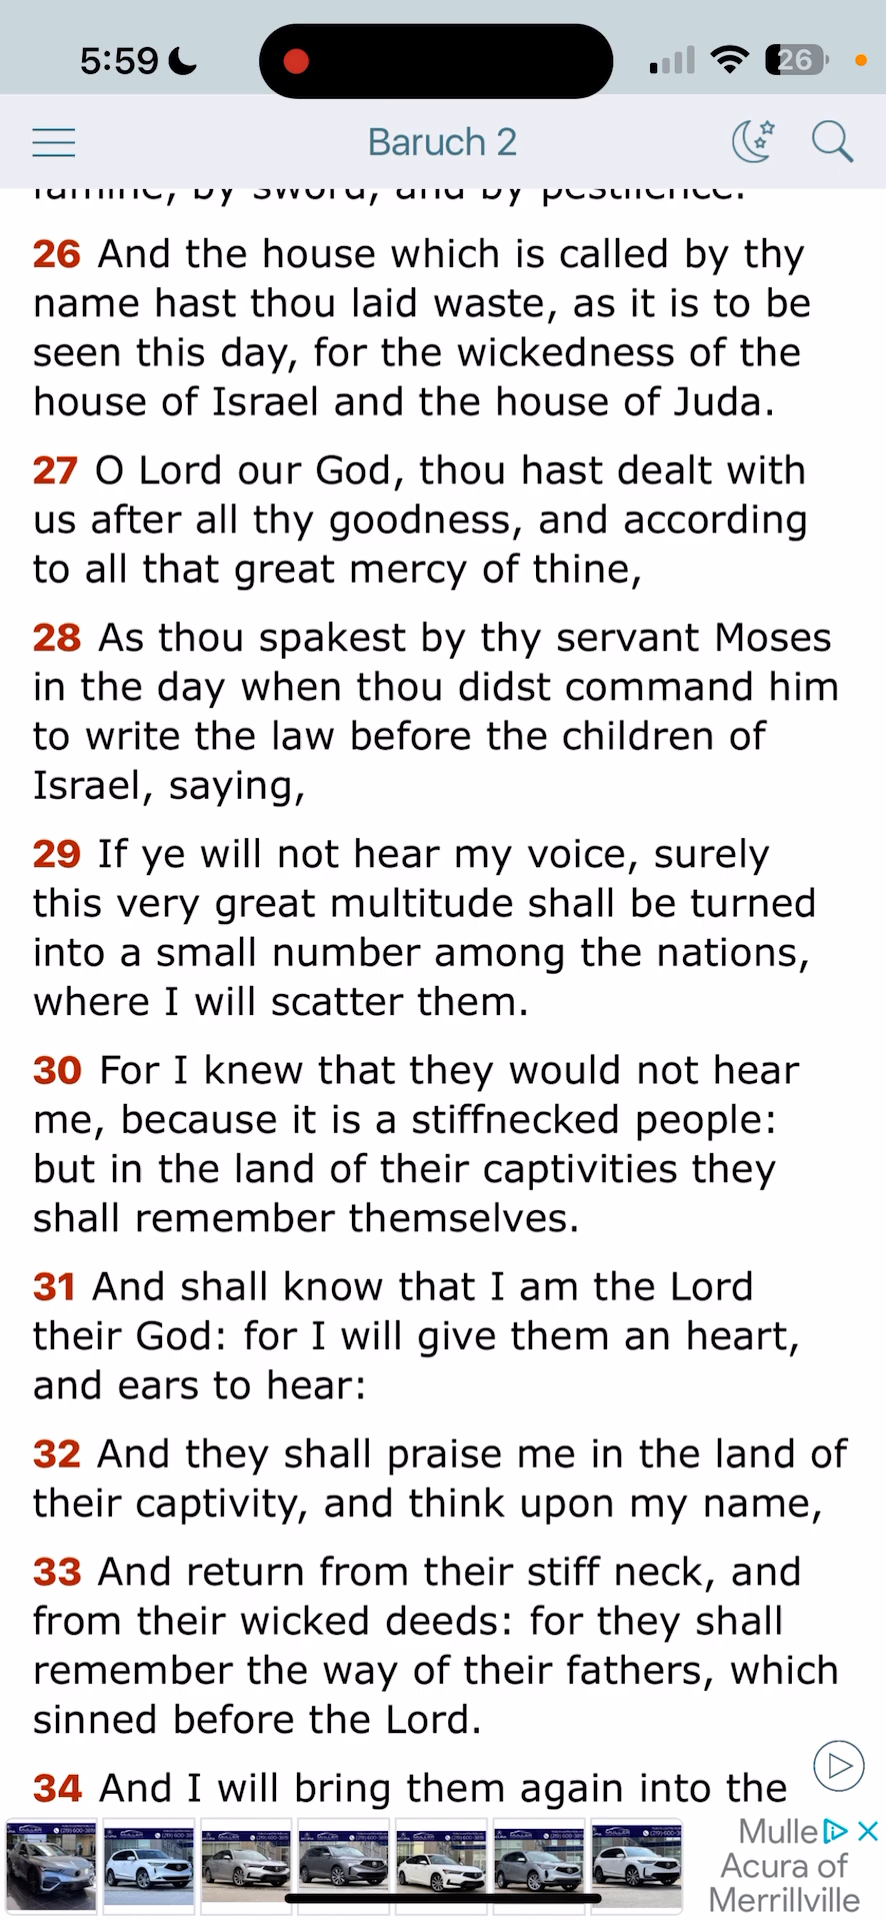 5:59
26
Baruch 2
famine, by sword, and by pestilence.
26 And the house which is called by thy
name hast thou laid waste, as it is to be
seen this day, for the wickedness of the
house of Israel and the house of Juda.
27 O Lord our God, thou hast dealt with
us after all thy goodness, and according
to all that great mercy of thine,
28 As thou spakest by thy servant Moses
in the day when thou didst command him
to write the law before the children of
Israel, saying,
29 If ye will not hear my voice, surely
this very great multitude shall be turned
into a small number among the nations,
where I will scatter them.
30 For I knew that they would not hear
me, because it is a stiffnecked people:
but in the land of their captivities they
shall remember themselves.
31 And shall know that I am the Lord
their God: for I will give them an heart,
and ears to hear:
32 And they shall praise me in the land of
their captivity, and think upon my name,
33 And return from their stiff neck, and
from their wicked deeds: for they shall
remember the way of their fathers, which
sinned before the Lord.
34 And I will bring them again into the
Mulle
Acura of
Merrillville